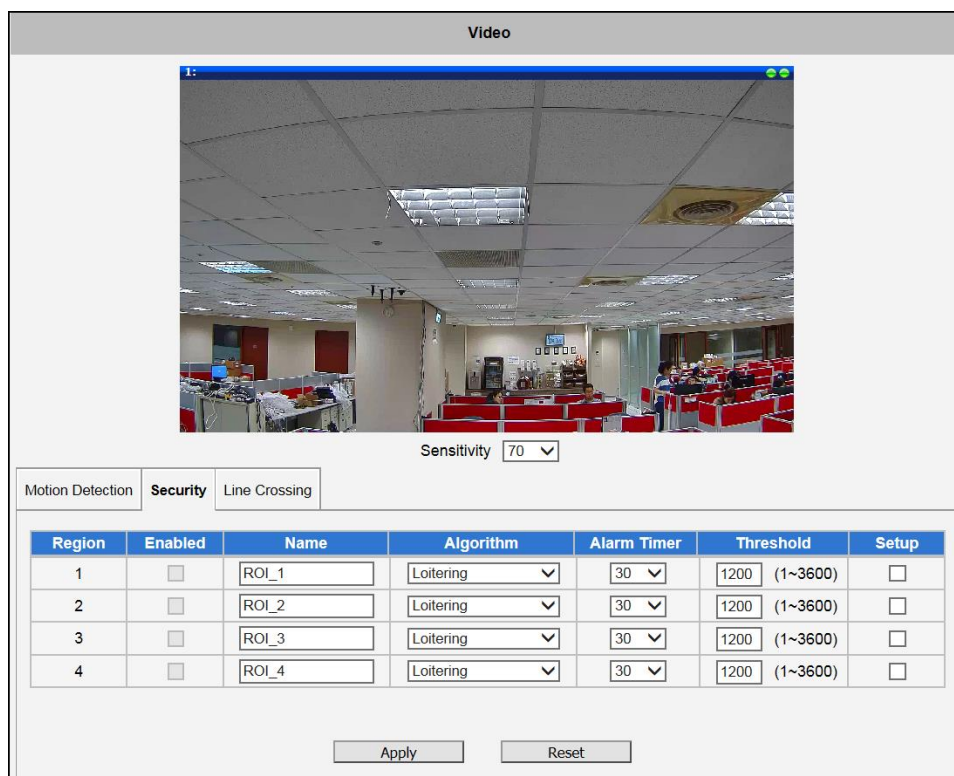 Video
1:
Sensitivity 70
Motion Detection Security Line Crossing
Region Enabled Name Algorithm Alarm Timer Threshold Setup
1 ROI_1 Loitering 30 1200 (1~3600)
2 ROI_2 Loitering 30 1200 (1~3600)
3 ROI_3 Loitering 30 1200 (1~3600)
4 ROI_4 Loitering 30 1200 (1~3600)
Apply Reset